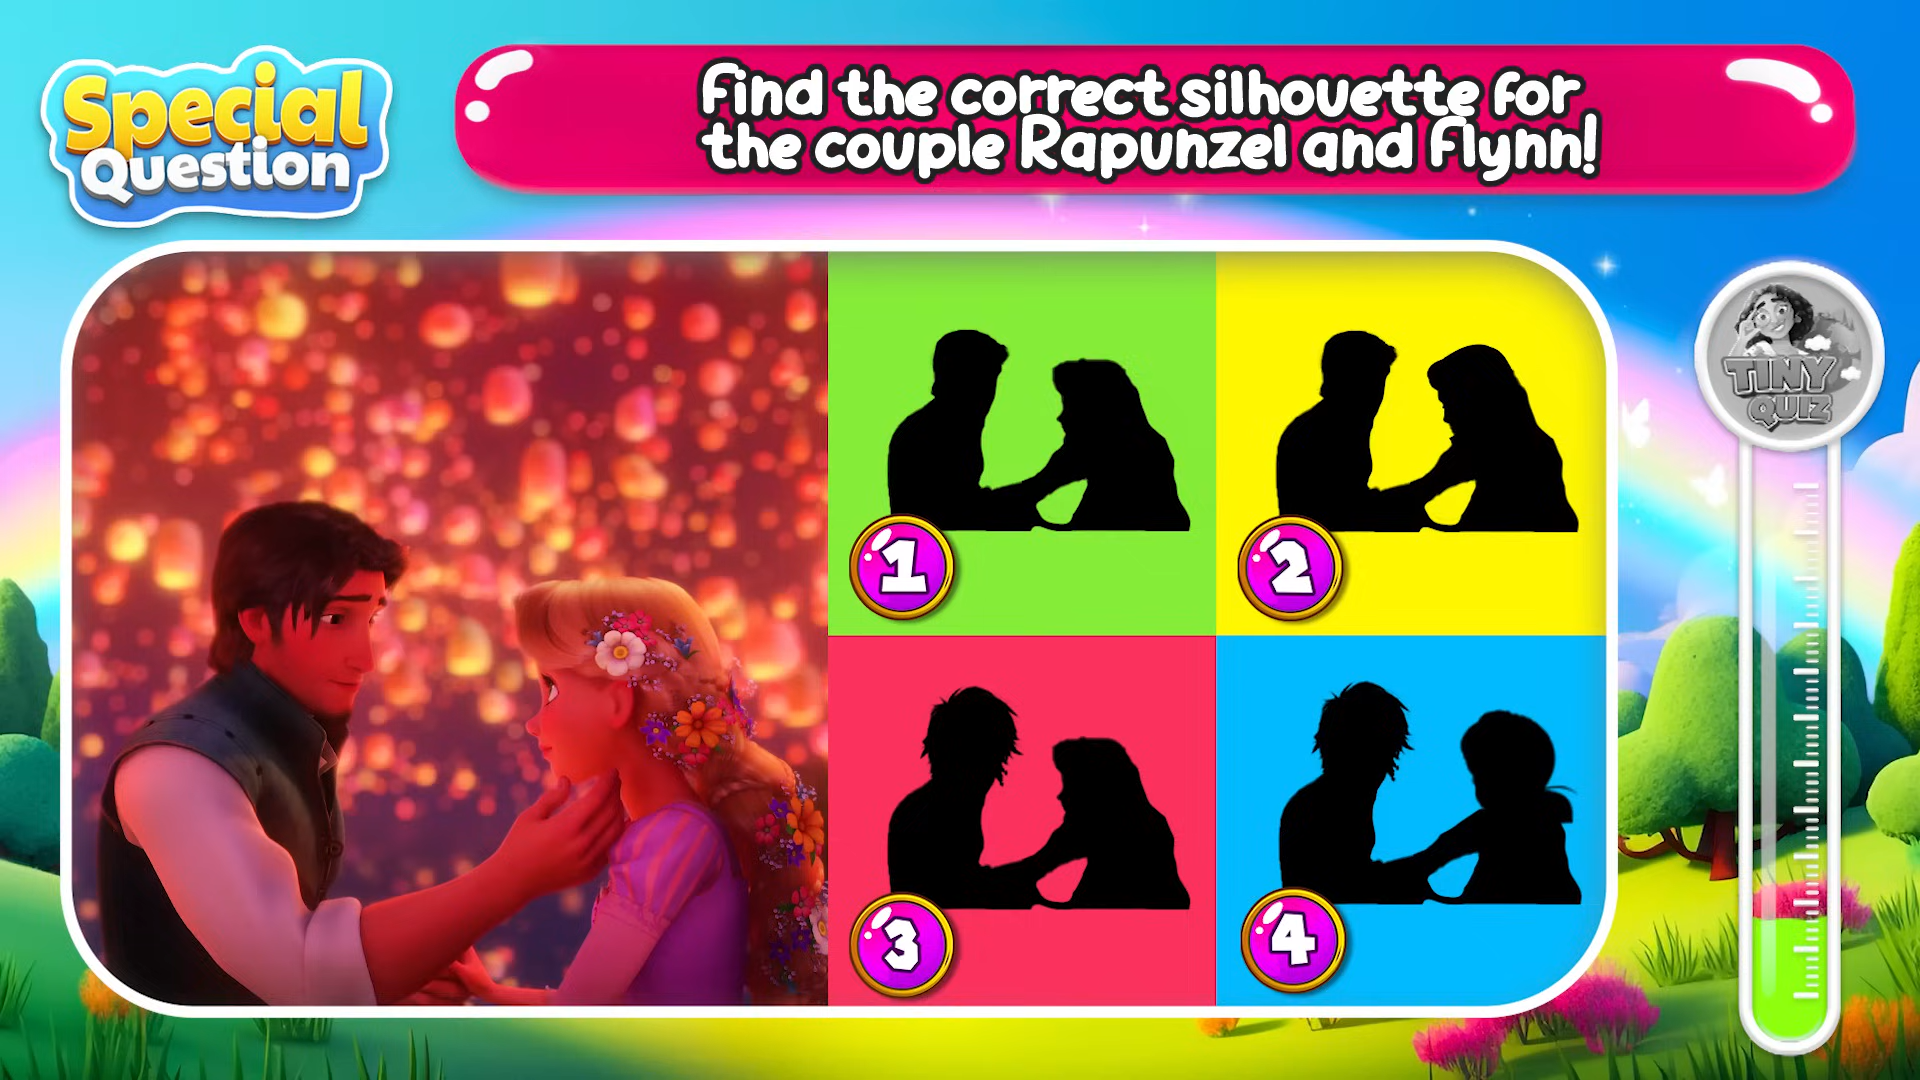 Special
Question
Find the correct silhouette for
the couple Rapunzel and Flynn!
TINY
QUIZ
1
2
3
4